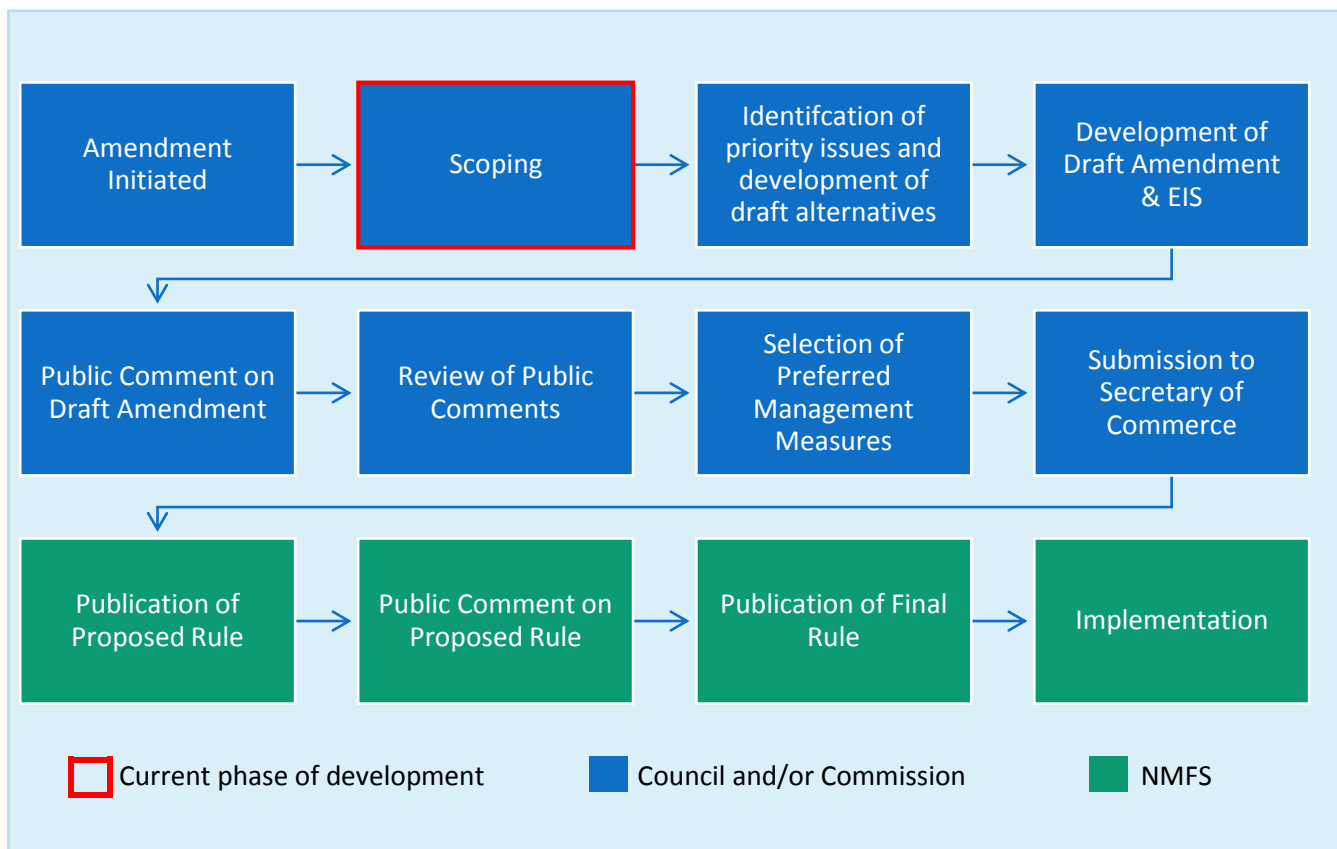 Amendment
Initiated
Scoping
Identifcation of
priority issues and
development of
draft alternatives
Development of
Draft Amendment
& EIS
Public Comment on
Draft Amendment
Review of Public
Comments
Selection of
Preferred
Management
Measures
Submission to
Secretary of
Commerce
Publication of
Proposed Rule
Public Comment on
Proposed Rule
Publication of Final
Rule
Implementation
Current phase of development
Council and/or Commission
NMFS